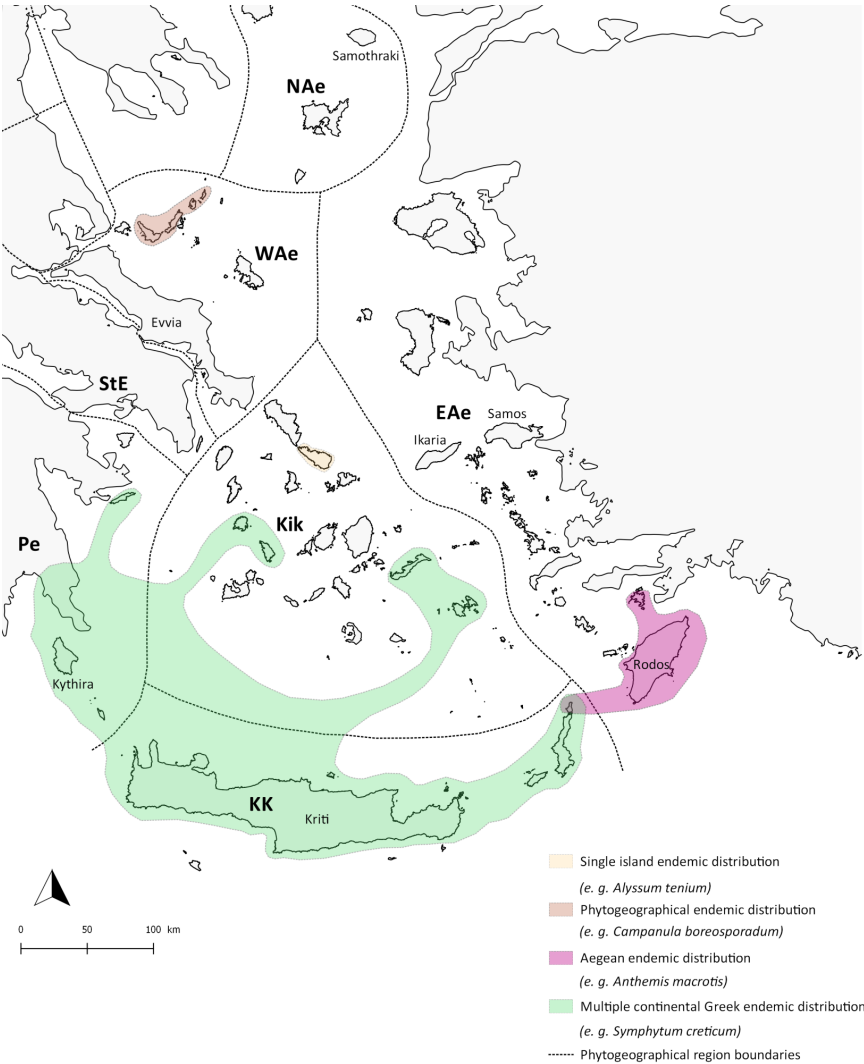 Samothraki
NAe
WAe
Evvia
StE
EAe
Samos
Ikaria
Kik
Pe
Rodos
Kythira
KK
Kriti
0 50 100 km
Single island endemic distribution
(e. g. Alyssum tenium)
Phytogeographical endemic distribution
(e. g. Campanula boreosporadum)
Aegean endemic distribution
(e. g. Anthemis macrotis)
Multiple continental Greek endemic distribution
(e. g. Symphytum creticum)
Phytogeographical region boundaries